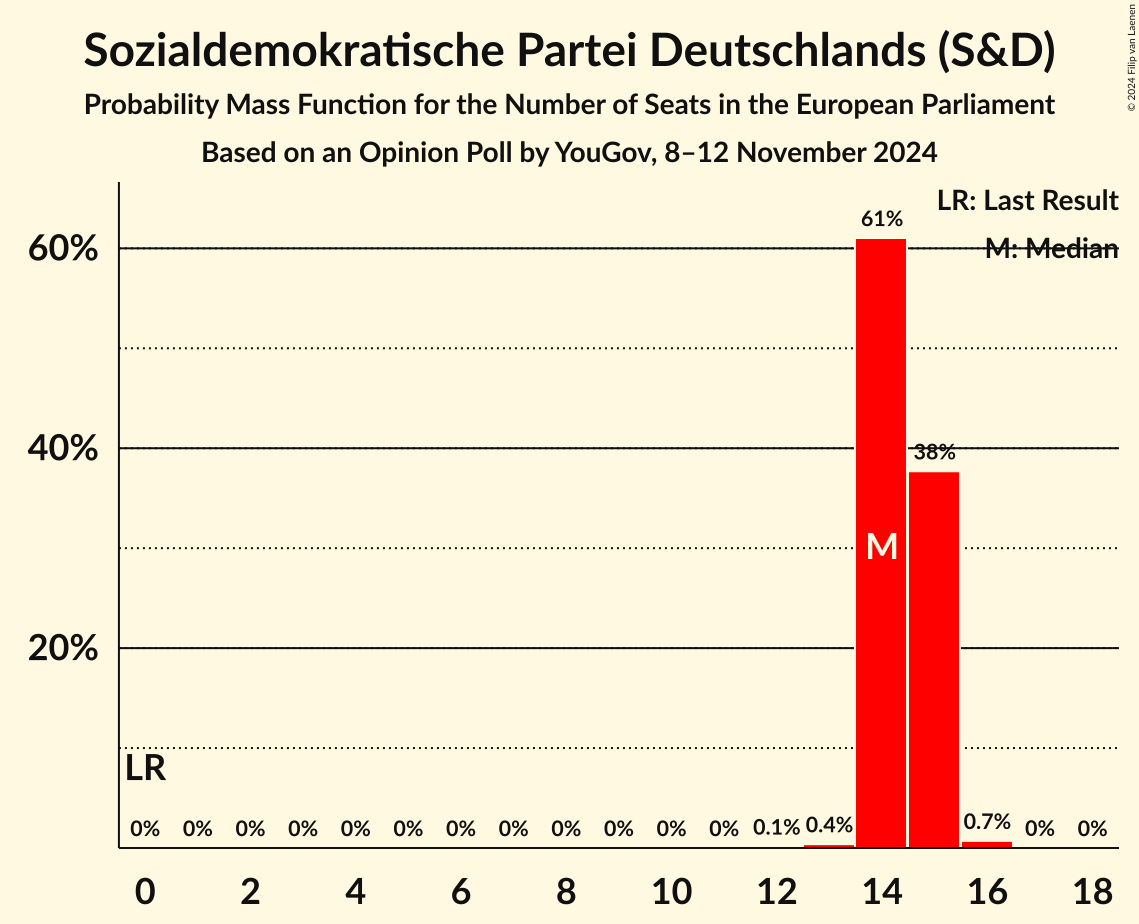 Sozialdemokratische Partei Deutschlands (S&D)
Probability Mass Function for the Number of Seats in the European Parliament
Based on an Opinion Poll by YouGov, 8–12 November 2024
© 2024 Filip van Laenen
LR: Last Result
M: Median
61%
60%
40%
38%
M
20%
LR
0% 0% 0% 0% 0% 0% 0% 0% 0% 0% 0% 0% 0.1% 0.4% 0.7% 0% 0%
0 2 4 6 8 10 12 14 16 18